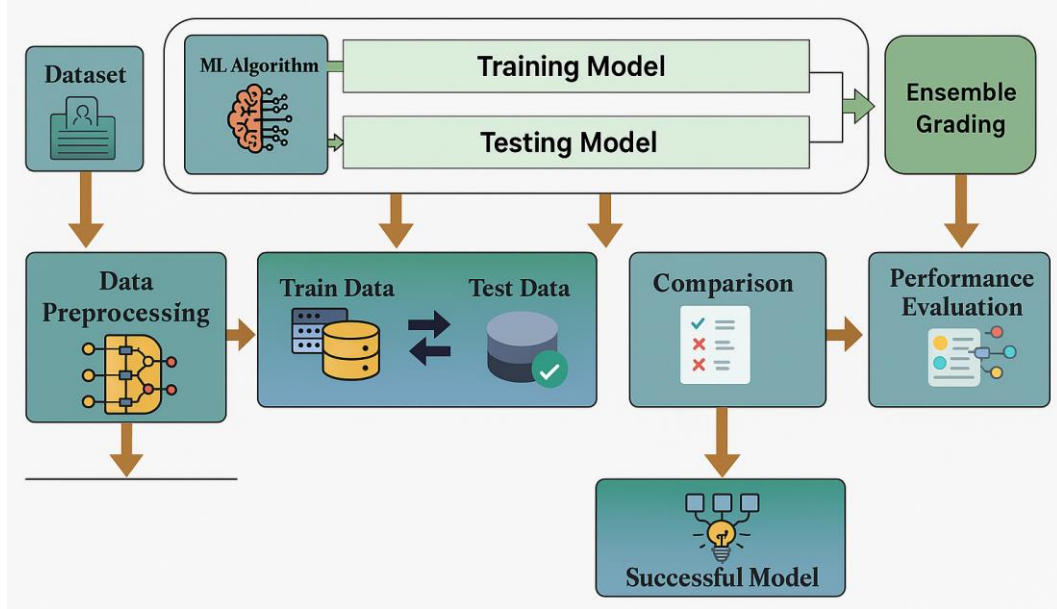 Dataset
ML Algorithm
Training Model
Testing Model
Ensemble
Grading
Data
Preprocessing
Train Data
Test Data
Comparison
Performance
Evaluation
Successful Model